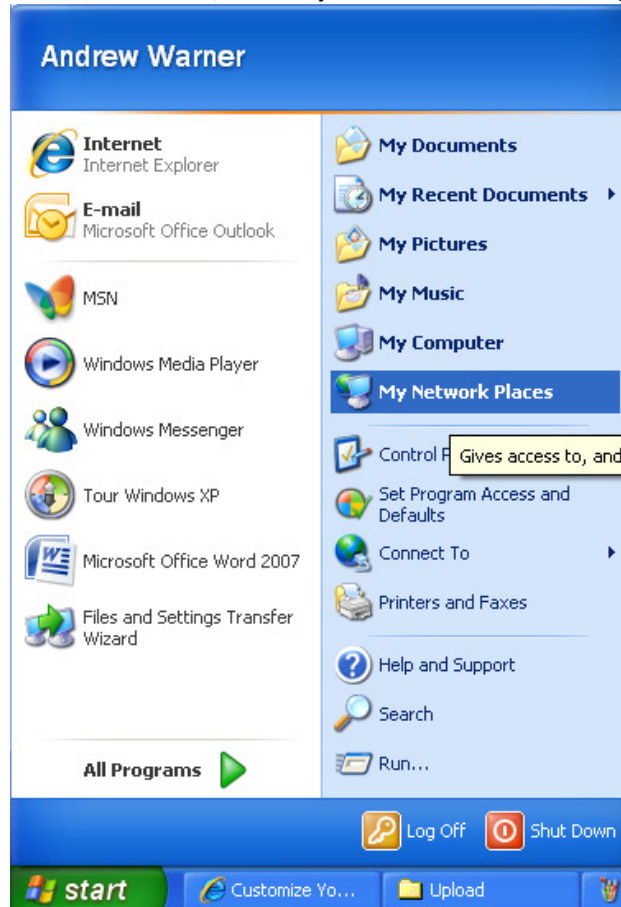 Andrew Warner
Internet
Internet Explorer
E-mail
Microsoft Office Outlook
MSN
Windows Media Player
Windows Messenger
Tour Windows XP
Microsoft Office Word 2007
Files and Settings Transfer
Wizard
All Programs
My Documents
My Recent Documents
My Pictures
My Music
My Computer
My Network Places
Control P
Gives access to, and
Set Program Access and
Defaults
Connect To
Printers and Faxes
Help and Support
Search
Run...
Log Off
Shut Down
start
Customize Yo...
Upload